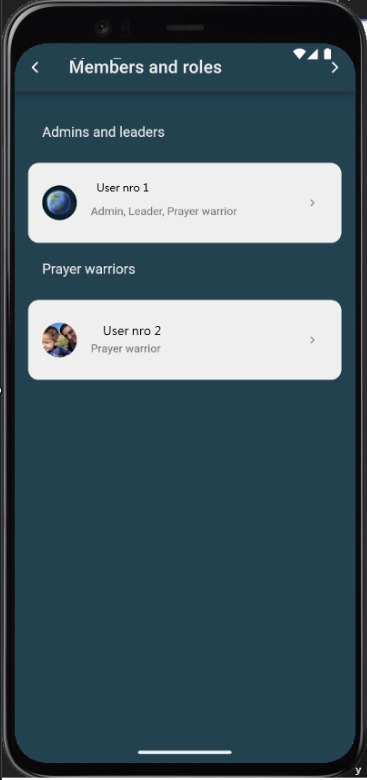 Members and roles
Admins and leaders
User nro 1
Admin, Leader, Prayer warrior
Prayer warriors
User nro 2
Prayer warrior
y